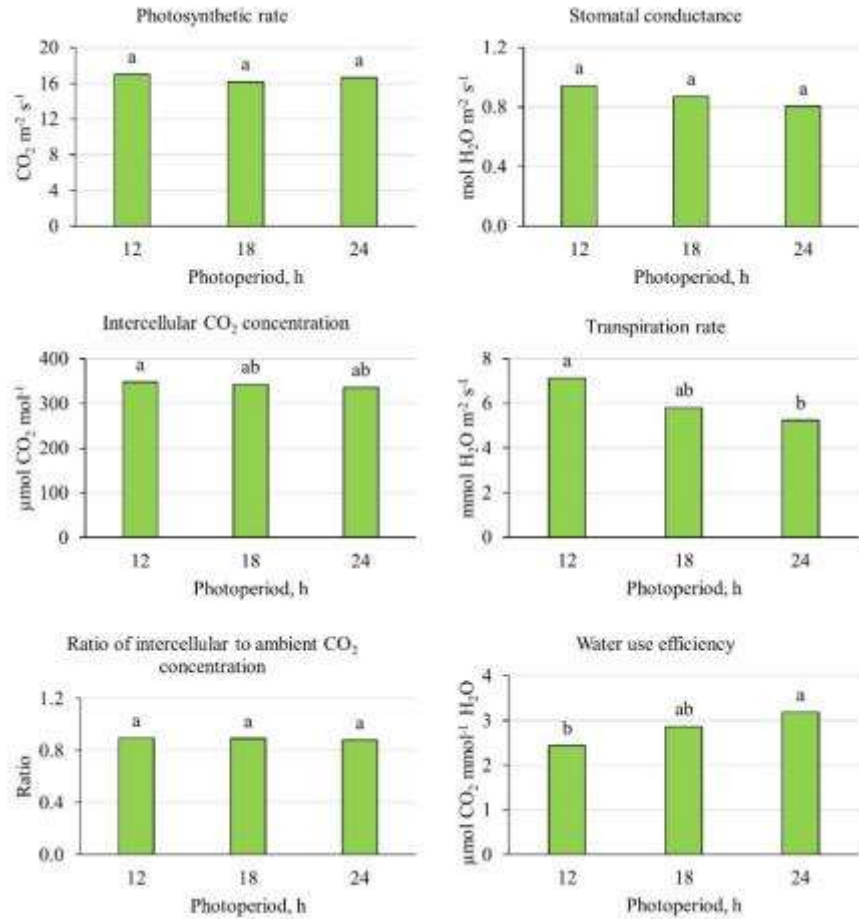 Photosynthetic rate
20
16
12
8
4
0
CO₂ m⁻² s⁻¹
a a a
12 18 24
Photoperiod, h
Stomatal conductance
1.2
0.8
0.4
0.0
mol H₂O m⁻² s⁻¹
a a a
12 18 24
Photoperiod, h
Intercellular CO₂ concentration
400
300
200
100
0
µmol CO₂ mol⁻¹
a ab ab
12 18 24
Photoperiod, h
Transpiration rate
8
6
4
2
0
mmol H₂O m⁻² s⁻¹
a ab b
12 18 24
Photoperiod, h
Ratio of intercellular to ambient CO₂
concentration
1.2
0.8
0.4
0.0
Ratio
a a a
12 18 24
Photoperiod, h
Water use efficiency
4
3
2
1
0
µmol CO₂ mmol⁻¹ H₂O
b ab a
12 18 24
Photoperiod, h